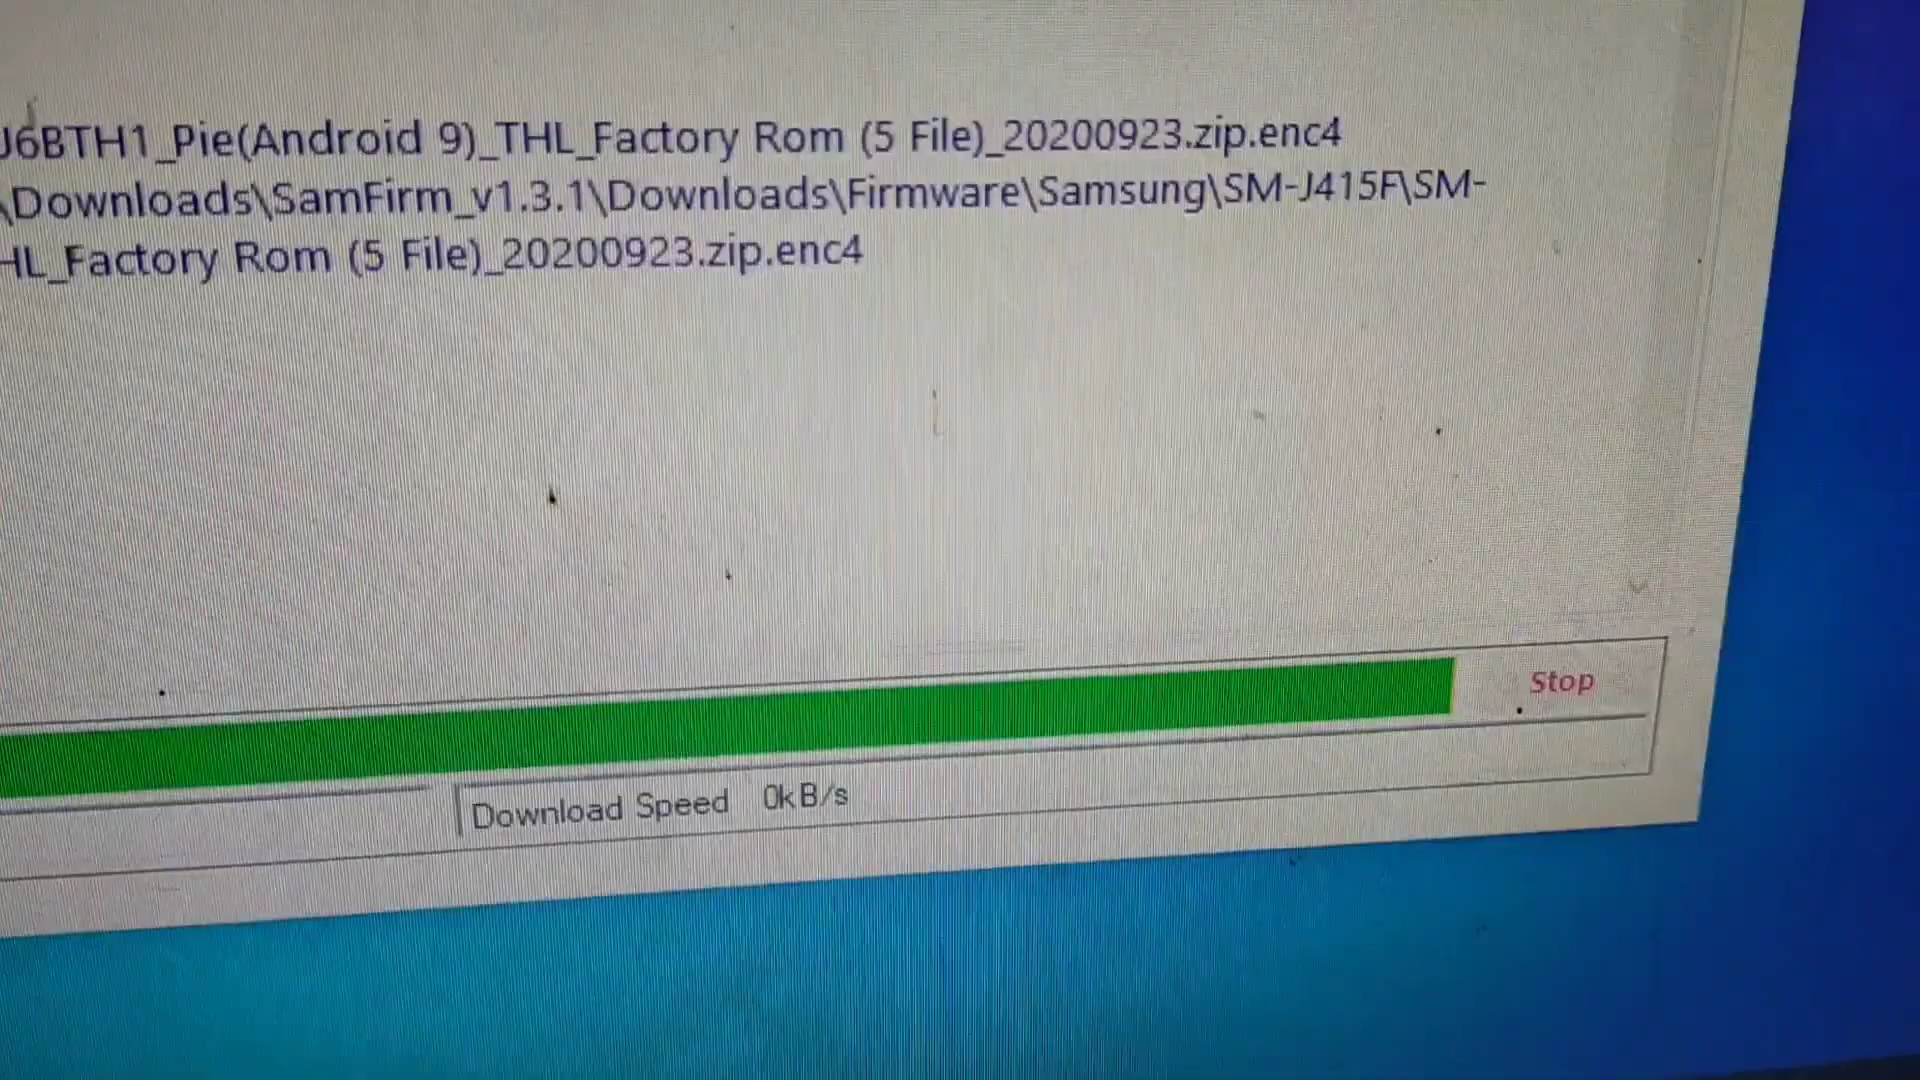 J6BTH1_Pie(Android 9)_THL_Factory Rom (5 File)_20200923.zip.enc4
\Downloads\SamFirm_v1.3.1\Downloads\Firmware\Samsung\SM-J415F\SM-
HL_Factory Rom (5 File)_20200923.zip.enc4
Stop
Download Speed 0kB/s